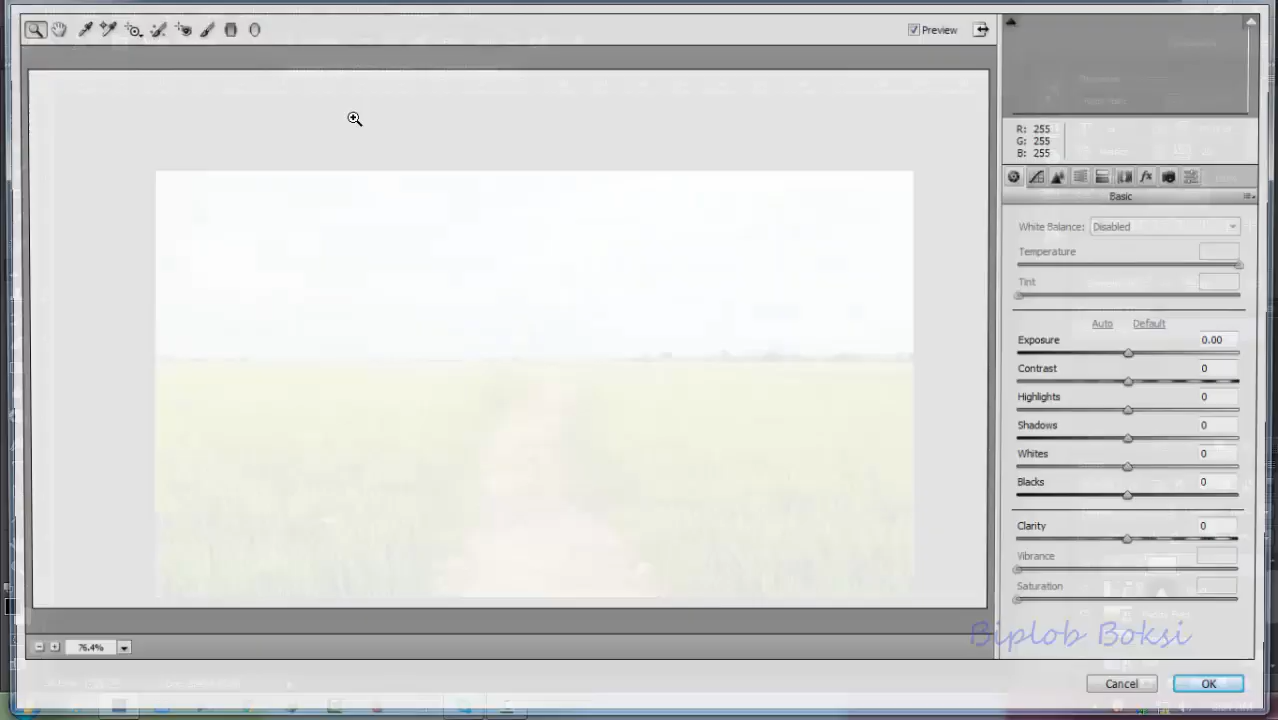 Preview
R: 255
G: 255
B: 255
Basic
White Balance: Disabled
Temperature
Tint
Auto Default
Exposure 0.00
Contrast 0
Highlights 0
Shadows 0
Whites 0
Blacks 0
Clarity 0
Vibrance
Saturation
Biplob Boksi
76.4%
Cancel OK